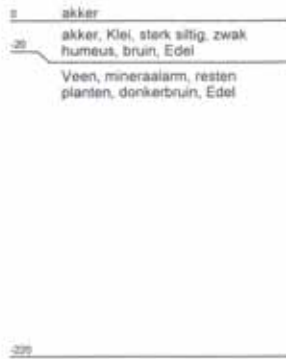 0 akker
akker, Klei, sterk siltig, zwak
-20
humeus, bruin, Edel
Veen, mineraalarm, resten
planten, donkerbruin, Edel
-220